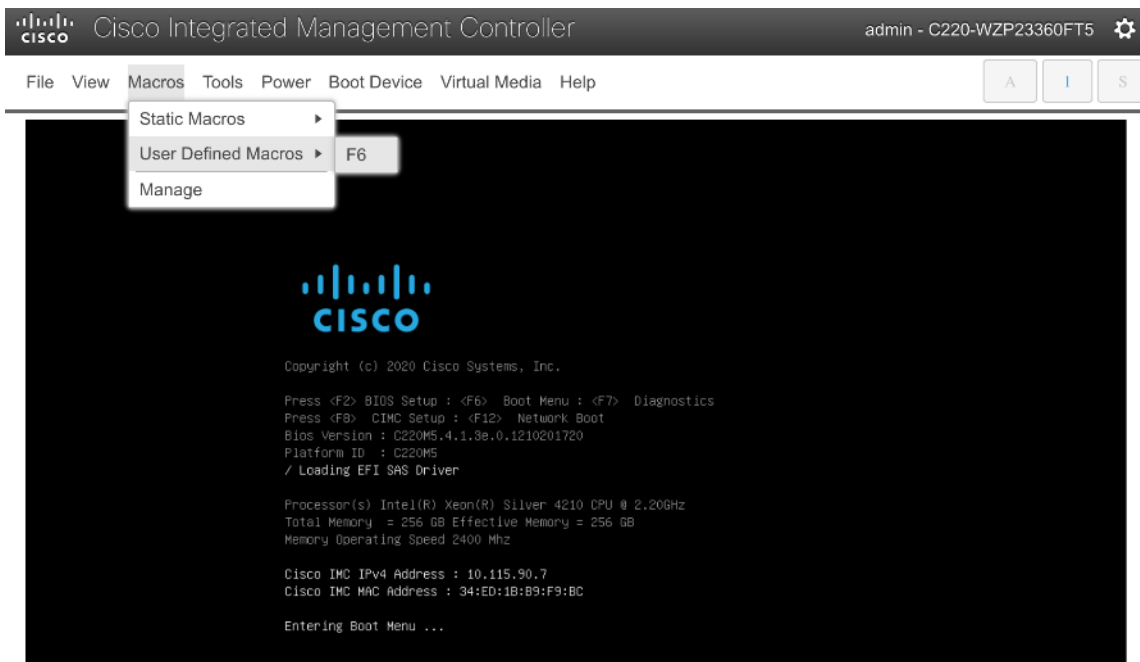 CISCO Cisco Integrated Management Controller admin - C220-WZP23360FT5
File View Macros Tools Power Boot Device Virtual Media Help A I S
Static Macros
User Defined Macros F6
Manage
CISCO
Copyright (c) 2020 Cisco Systems, Inc.
Press <F2> BIOS Setup : <F6> Boot Menu : <F7> Diagnostics
Press <F8> CIMC Setup : <F12> Network Boot
Bios Version : C220M5.4.1.3e.0.1210201720
Platform ID : C220M5
/ Loading EFI SAS Driver
Processor(s) Intel(R) Xeon(R) Silver 4210 CPU @ 2.20GHz
Total Memory = 256 GB Effective Memory = 256 GB
Memory Operating Speed 2400 Mhz
Cisco IMC IPv4 Address : 10.115.90.7
Cisco IMC MAC Address : 34:ED:1B:B9:F9:BC
Entering Boot Menu ...